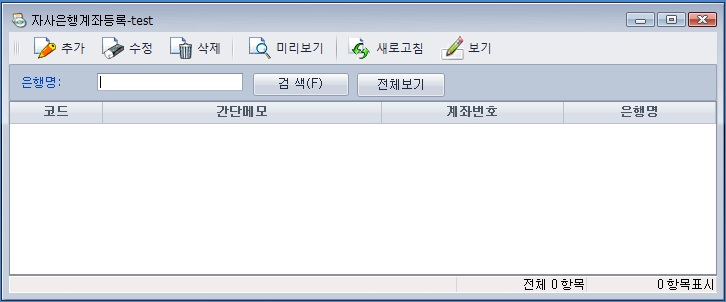 자사은행계좌등록-test
추가 수정 삭제 미리보기 새로고침 보기
은행명: 검 색(F) 전체보기
코드 간단메모 계좌번호 은행명
전체 0 항목 0 항목표시